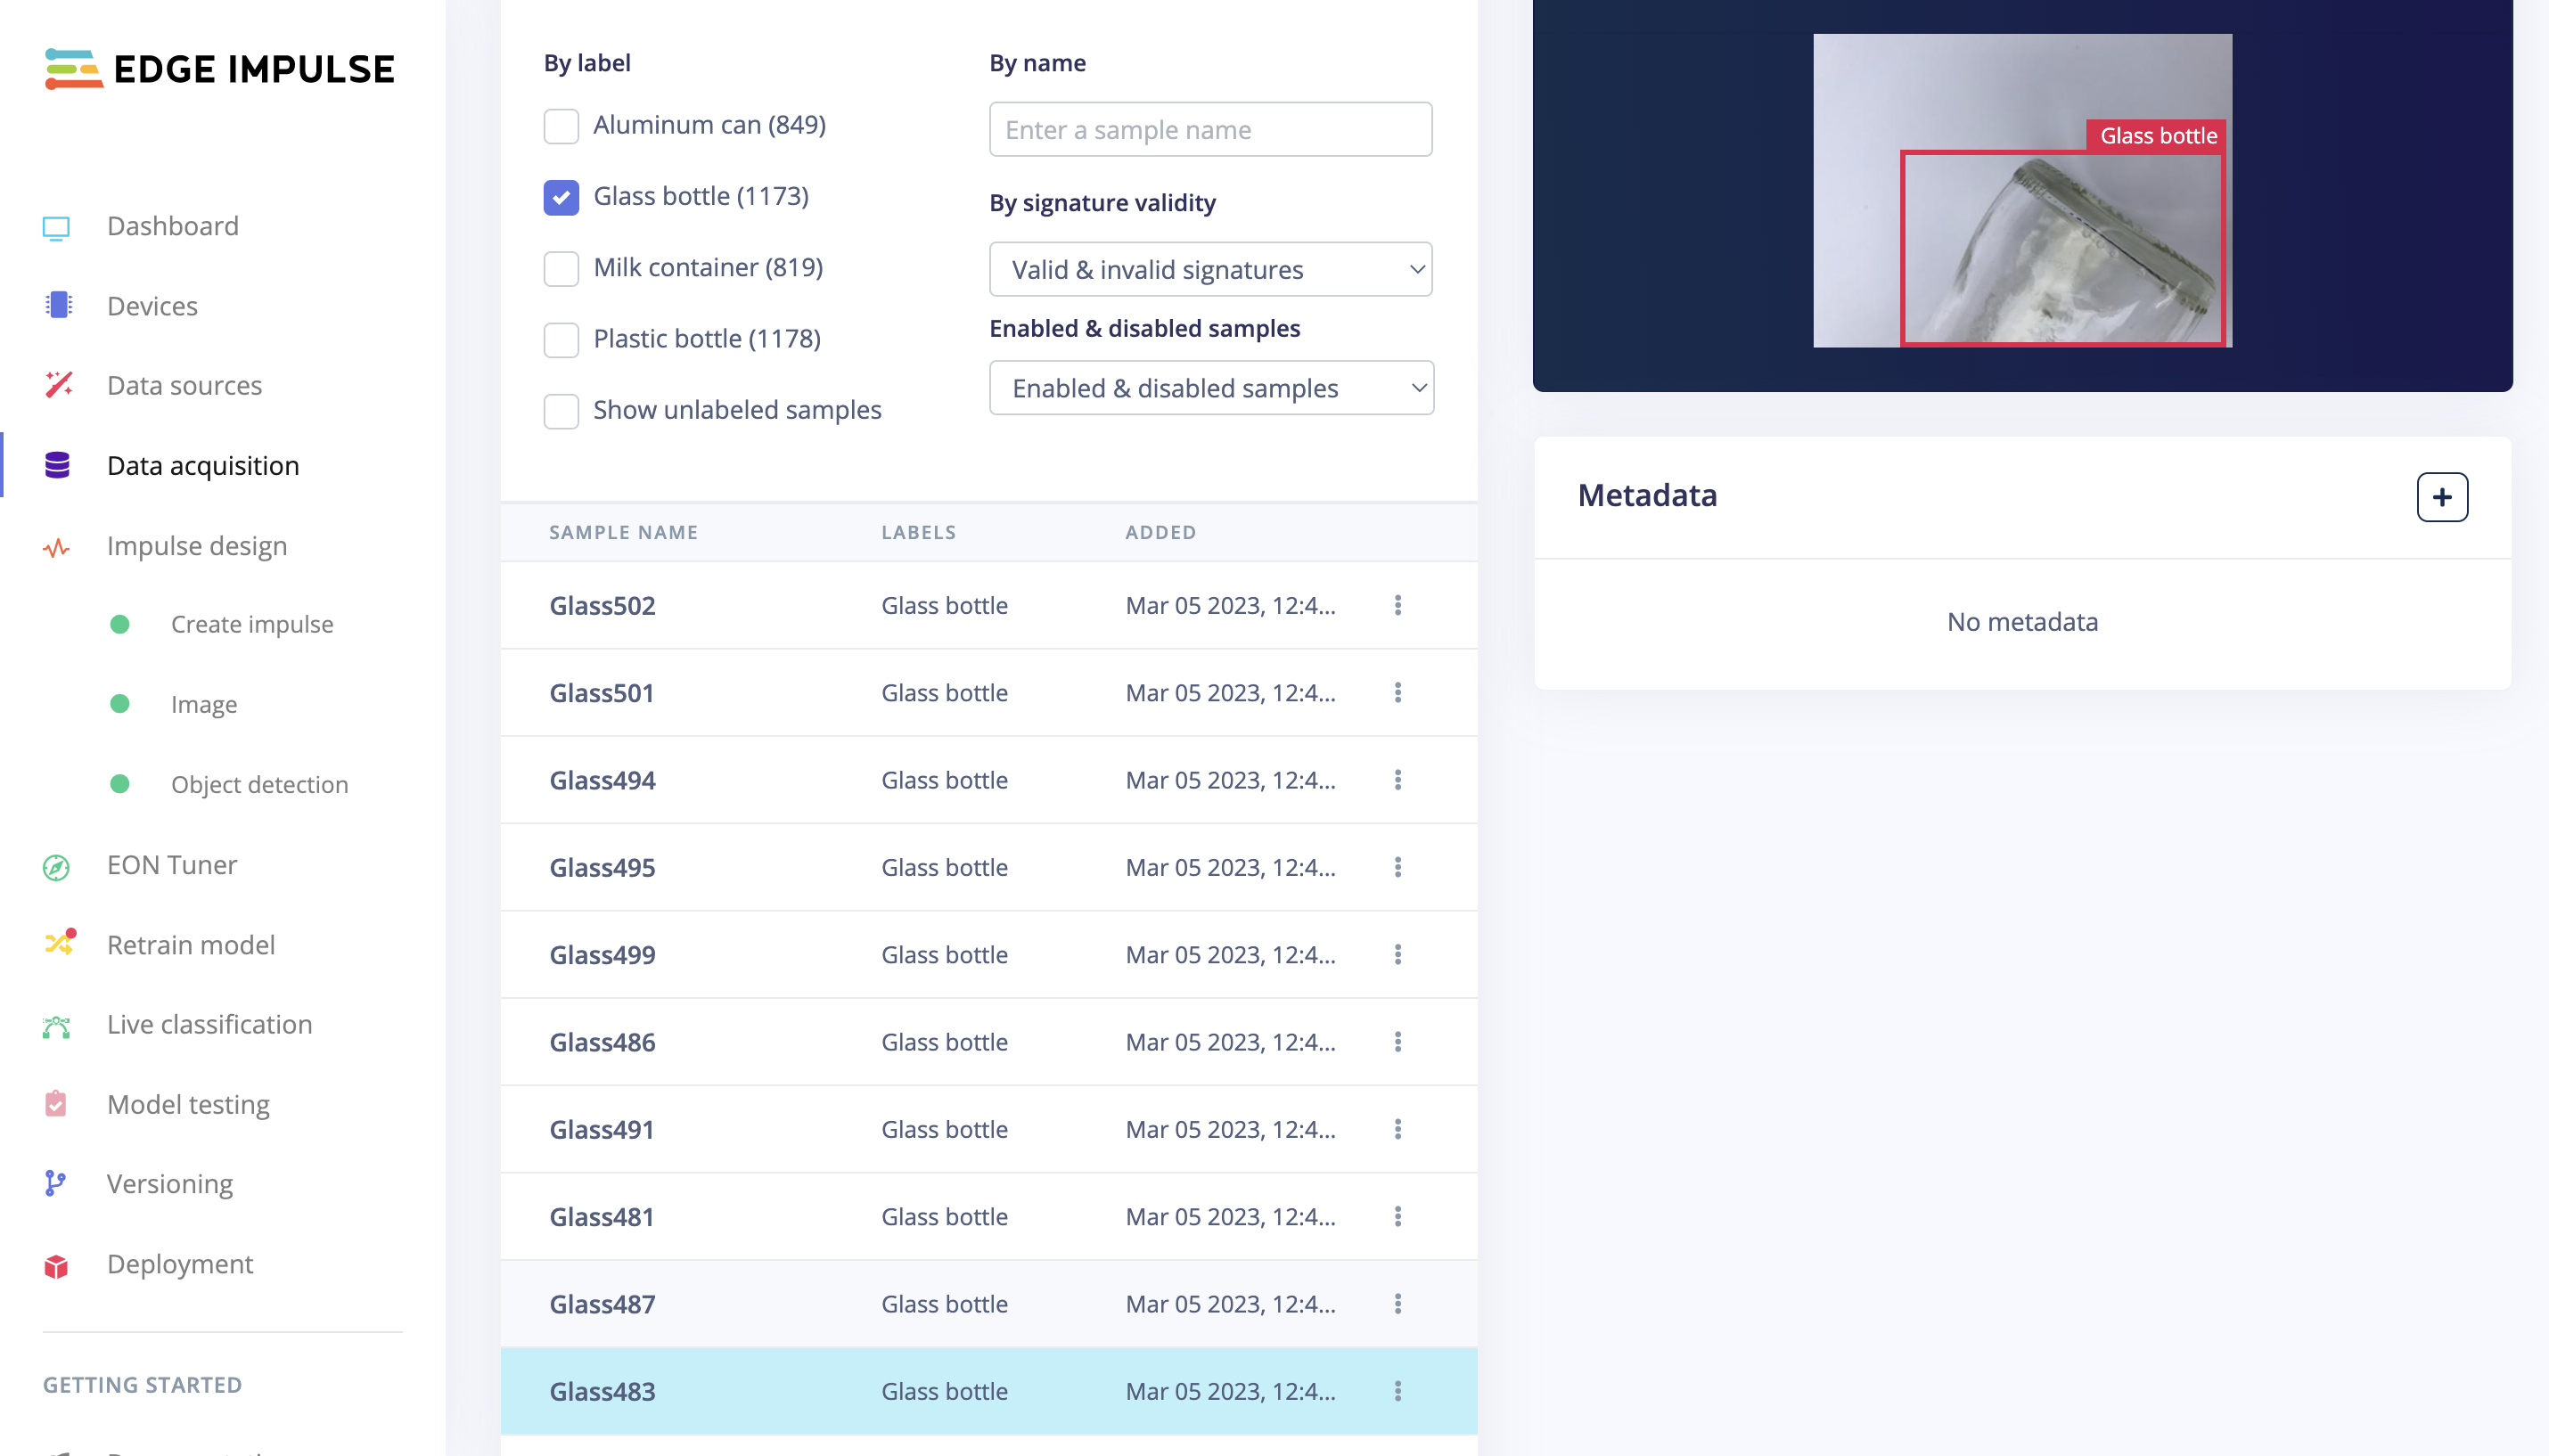 EDGE IMPULSE
Dashboard
Devices
Data sources
Data acquisition
Impulse design
Create impulse
Image
Object detection
EON Tuner
Retrain model
Live classification
Model testing
Versioning
Deployment
GETTING STARTED
By label
Aluminum can (849)
Glass bottle (1173)
Milk container (819)
Plastic bottle (1178)
Show unlabeled samples
By name
Enter a sample name
By signature validity
Valid & invalid signatures
Enabled & disabled samples
Enabled & disabled samples
SAMPLE NAME LABELS ADDED
Glass502 Glass bottle Mar 05 2023, 12:4...
Glass501 Glass bottle Mar 05 2023, 12:4...
Glass494 Glass bottle Mar 05 2023, 12:4...
Glass495 Glass bottle Mar 05 2023, 12:4...
Glass499 Glass bottle Mar 05 2023, 12:4...
Glass486 Glass bottle Mar 05 2023, 12:4...
Glass491 Glass bottle Mar 05 2023, 12:4...
Glass481 Glass bottle Mar 05 2023, 12:4...
Glass487 Glass bottle Mar 05 2023, 12:4...
Glass483 Glass bottle Mar 05 2023, 12:4...
Glass bottle
Metadata
No metadata